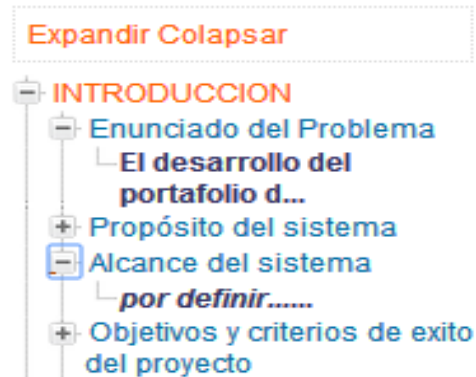 Expandir Colapsar
INTRODUCCION
Enunciado del Problema
El desarrollo del
portafolio d...
Propósito del sistema
Alcance del sistema
por definir......
Objetivos y criterios de exito
del proyecto